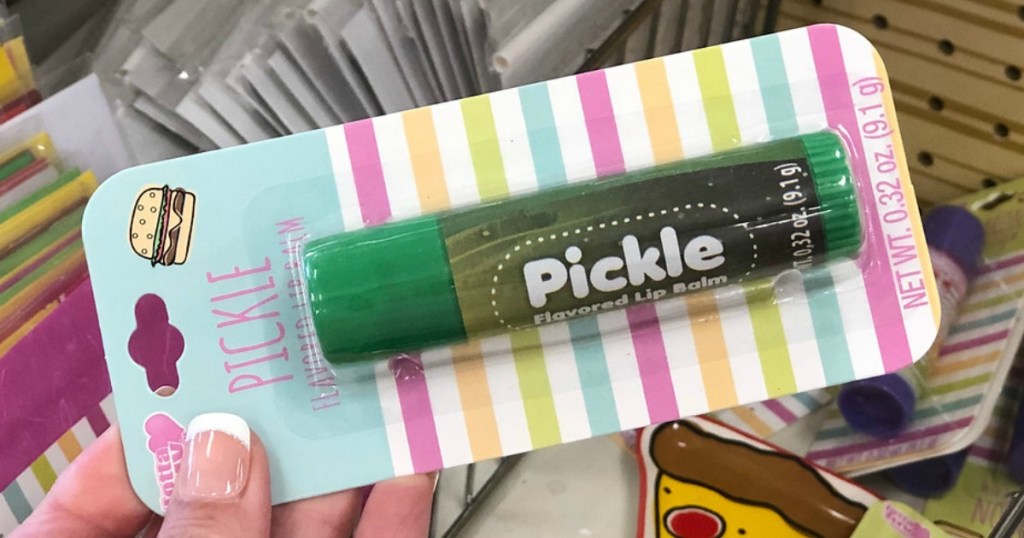 PICKLE
FLAVORED LIP BALM
Pickle
Flavored Lip Balm
0.32 oz. (9.1 g)
NET WT. 0.32 oz. (9.1 g)